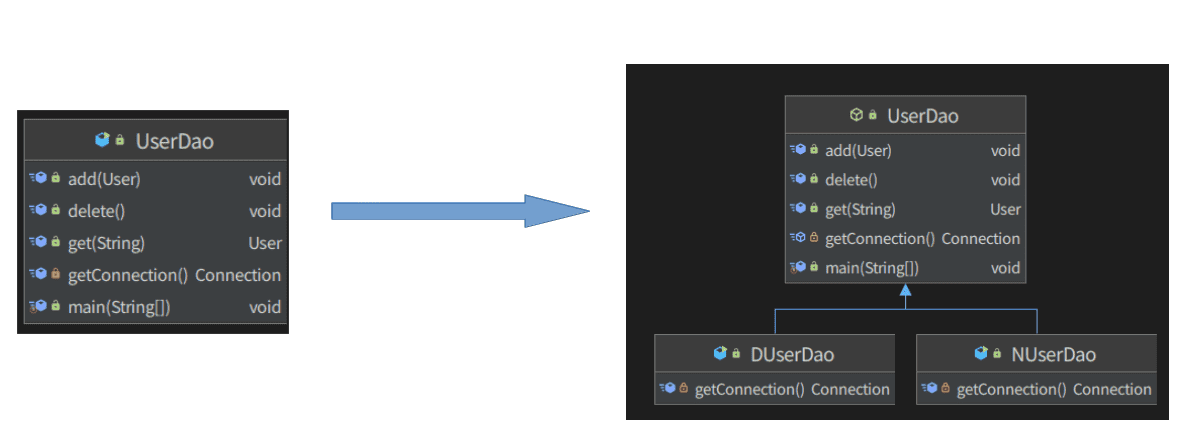 UserDao
add(User) void
delete() void
get(String) User
getConnection() Connection
main(String[]) void
UserDao
add(User) void
delete() void
get(String) User
getConnection() Connection
main(String[]) void
DUserDao
getConnection() Connection
NUserDao
getConnection() Connection